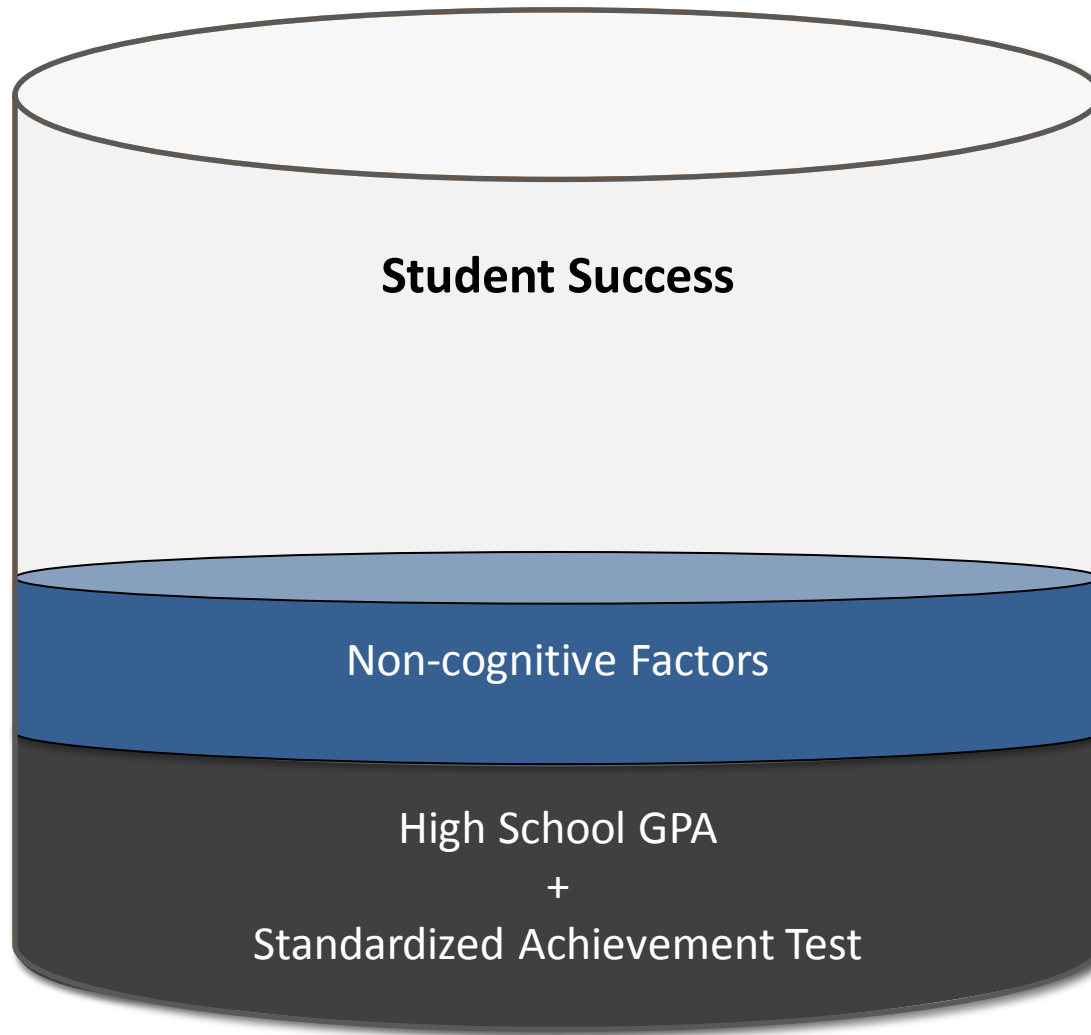 Student Success
Non-cognitive Factors
High School GPA
+
Standardized Achievement Test